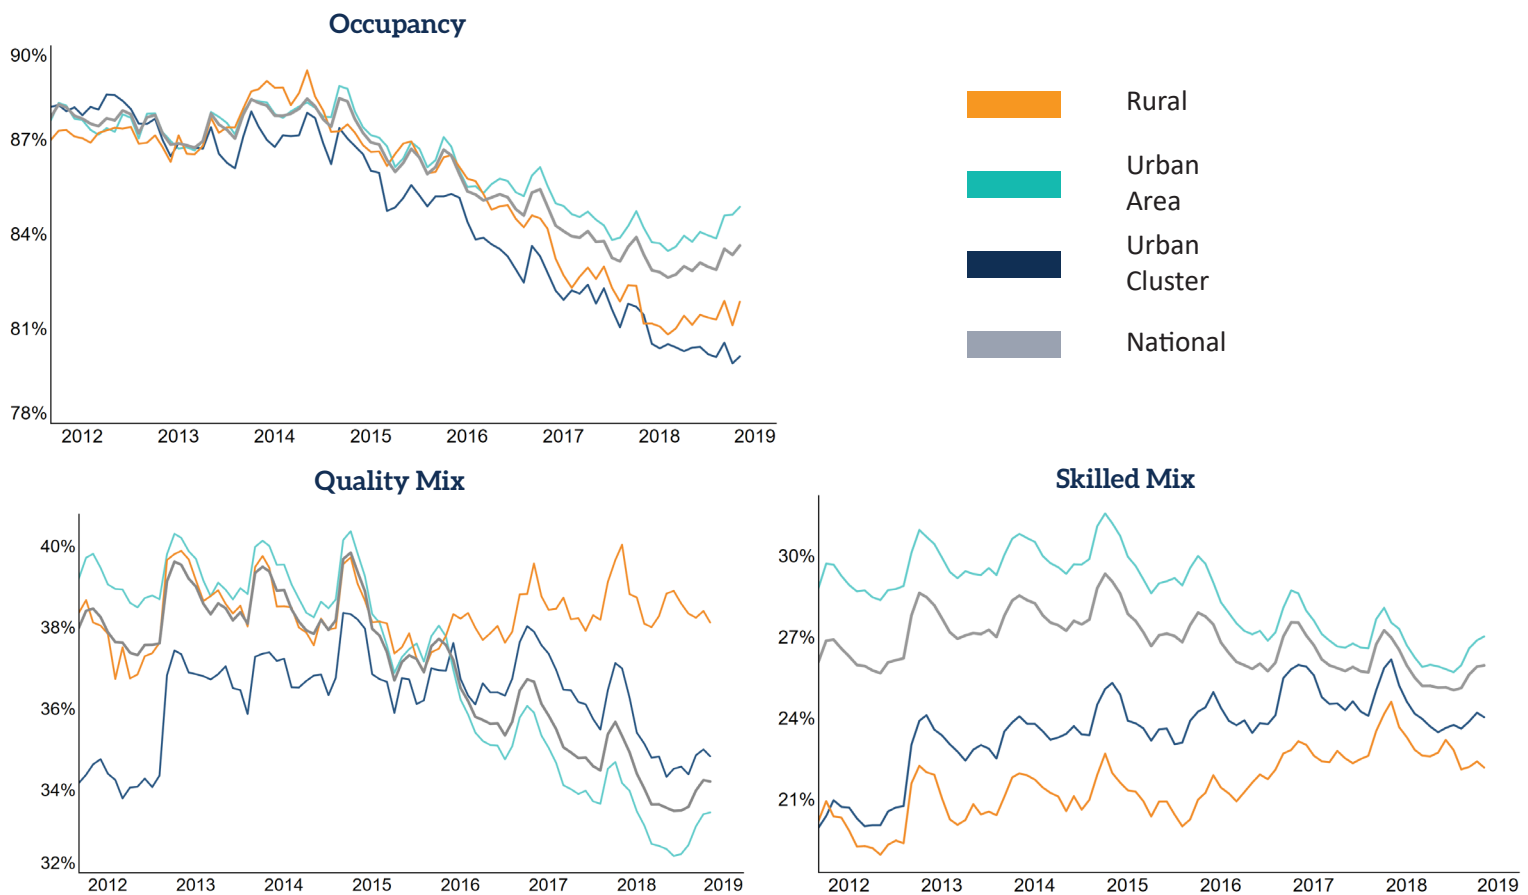 Occupancy
90%
87%
84%
81%
78%
2012 2013 2014 2015 2016 2017 2018 2019
Rural
Urban
Area
Urban
Cluster
National
Quality Mix
40%
38%
36%
34%
32%
2012 2013 2014 2015 2016 2017 2018 2019
Skilled Mix
30%
27%
24%
21%
2012 2013 2014 2015 2016 2017 2018 2019